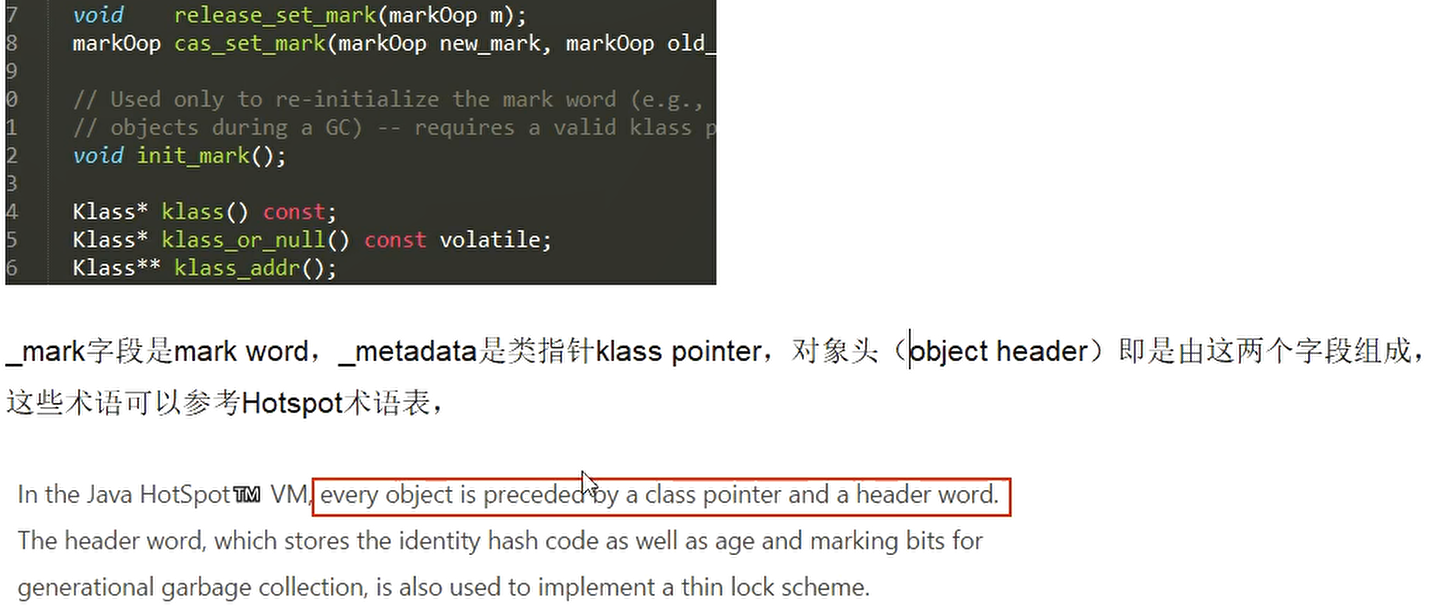 7 void release_set_mark(markOop m);
8 markOop cas_set_mark(markOop new_mark, markOop old_
9
0 // Used only to re-initialize the mark word (e.g.,
1 // objects during a GC) -- requires a valid klass p
2 void init_mark();
3
4 Klass* klass() const;
5 Klass* klass_or_null() const volatile;
6 Klass** klass_addr();
_mark字段是mark word，_metadata是类指针klass pointer，对象头（object header）即是由这两个字段组成，
这些术语可以参考Hotspot术语表，
In the Java HotSpot™ VM, every object is preceded by a class pointer and a header word.
The header word, which stores the identity hash code as well as age and marking bits for
generational garbage collection, is also used to implement a thin lock scheme.